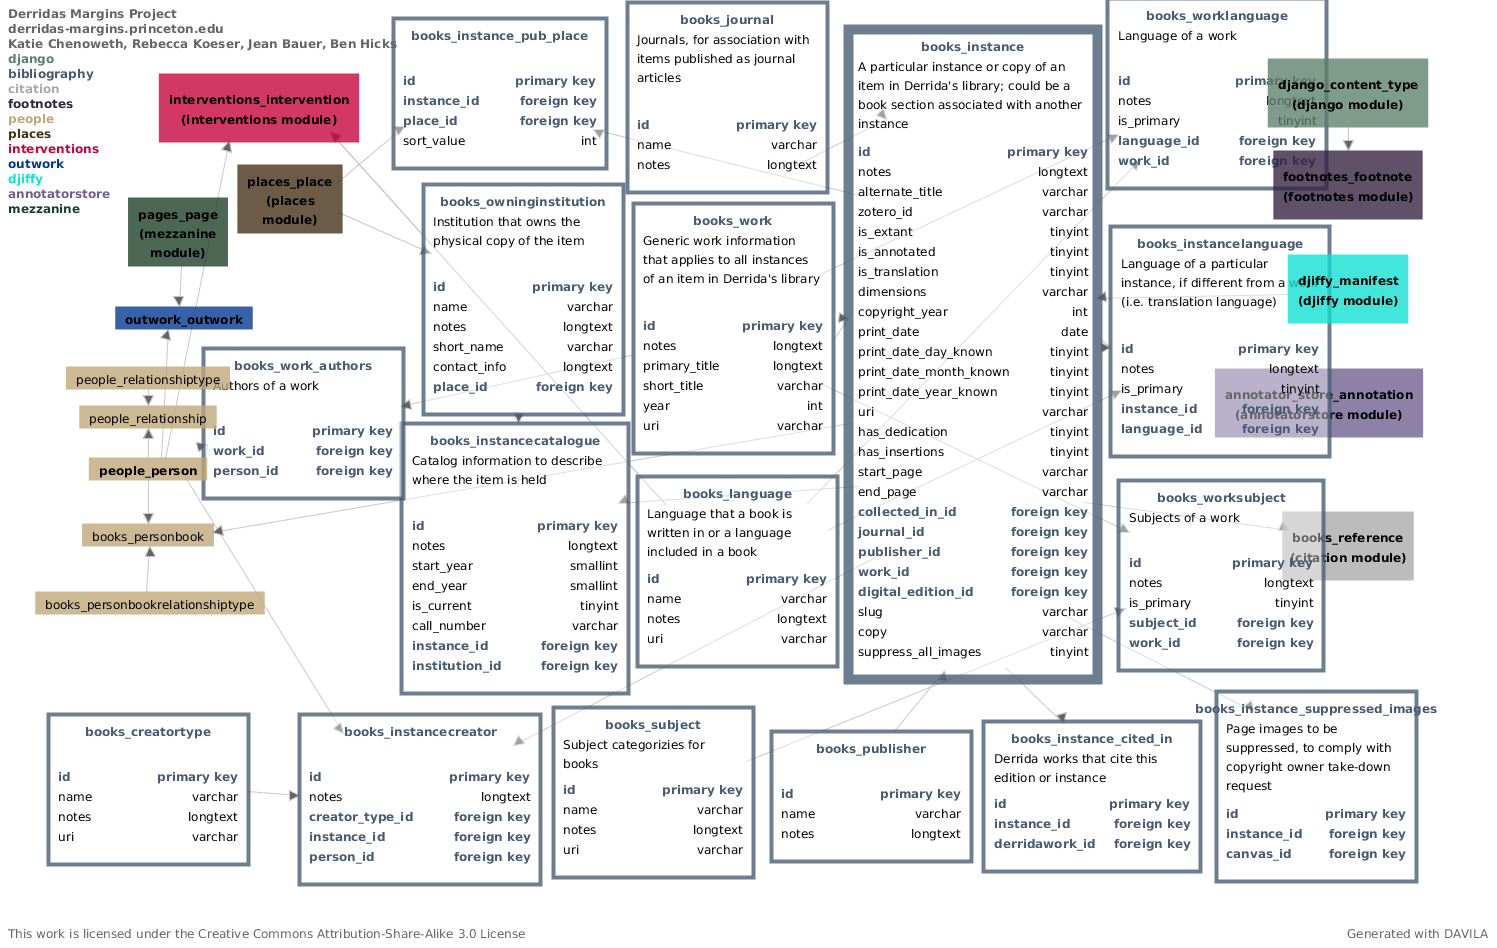 Derridas Margins Project
derridas-margins.princeton.edu
Katie Chenoweth, Rebecca Koeser, Jean Bauer, Ben Hicks
django
bibliography
citation
footnotes
people
places
interventions
outwork
djiffy
annotatorstore
mezzanine
interventions_intervention
(interventions module)
places_place
(places
module)
pages_page
(mezzanine
module)
outwork_outwork
people_relationshiptype
people_relationship
people_person
books_personbook
books_personbookrelationshiptype
books_work_authors
Authors of a work
id primary key
work_id foreign key
person_id foreign key
books_instance_pub_place
id primary key
instance_id foreign key
place_id foreign key
sort_value int
books_owninginstitution
Institution that owns the
physical copy of the item
id primary key
name varchar
notes longtext
short_name varchar
contact_info longtext
place_id foreign key
books_instancecatalogue
Catalog information to describe
where the item is held
id primary key
notes longtext
start_year smallint
end_year smallint
is_current tinyint
call_number varchar
instance_id foreign key
institution_id foreign key
books_journal
Journals, for association with
items published as journal
articles
id primary key
name varchar
notes longtext
books_work
Generic work information
that applies to all instances
of an item in Derrida's library
id primary key
notes longtext
primary_title longtext
short_title varchar
year int
uri varchar
books_language
Language that a book is
written in or a language
included in a book
id primary key
name varchar
notes longtext
uri varchar
books_instance
A particular instance or copy of an
item in Derrida's library; could be a
book section associated with another
instance
id primary key
notes longtext
alternate_title varchar
zotero_id varchar
is_extant tinyint
is_annotated tinyint
is_translation tinyint
dimensions varchar
copyright_year int
print_date date
print_date_day_known tinyint
print_date_month_known tinyint
print_date_year_known tinyint
uri varchar
has_dedication tinyint
has_insertions tinyint
start_page varchar
end_page varchar
collected_in_id foreign key
journal_id foreign key
publisher_id foreign key
work_id foreign key
digital_edition_id foreign key
slug varchar
copy varchar
suppress_all_images tinyint
books_worklanguage
Language of a work
id primary key
notes longtext
is_primary tinyint
language_id foreign key
work_id foreign key
django_content_type
(django module)
footnotes_footnote
(footnotes module)
books_instancelanguage
Language of a particular
instance, if different from a work
(i.e. translation language)
id primary key
notes longtext
is_primary tinyint
instance_id foreign key
language_id foreign key
djiffy_manifest
(djiffy module)
annotator_store_annotation
(annotatorstore module)
books_worksubject
Subjects of a work
id primary key
notes longtext
is_primary tinyint
subject_id foreign key
work_id foreign key
books_reference
(citation module)
books_creatortype
id primary key
name varchar
notes longtext
uri varchar
books_instancecreator
id primary key
notes longtext
creator_type_id foreign key
instance_id foreign key
person_id foreign key
books_subject
Subject categorizies for
books
id primary key
name varchar
notes longtext
uri varchar
books_publisher
id primary key
name varchar
notes longtext
books_instance_cited_in
Derrida works that cite this
edition or instance
id primary key
instance_id foreign key
derridawork_id foreign key
books_instance_suppressed_images
Page images to be
suppressed, to comply with
copyright owner take-down
request
id primary key
instance_id foreign key
canvas_id foreign key
This work is licensed under the Creative Commons Attribution-Share-Alike 3.0 License
Generated with DAVILA